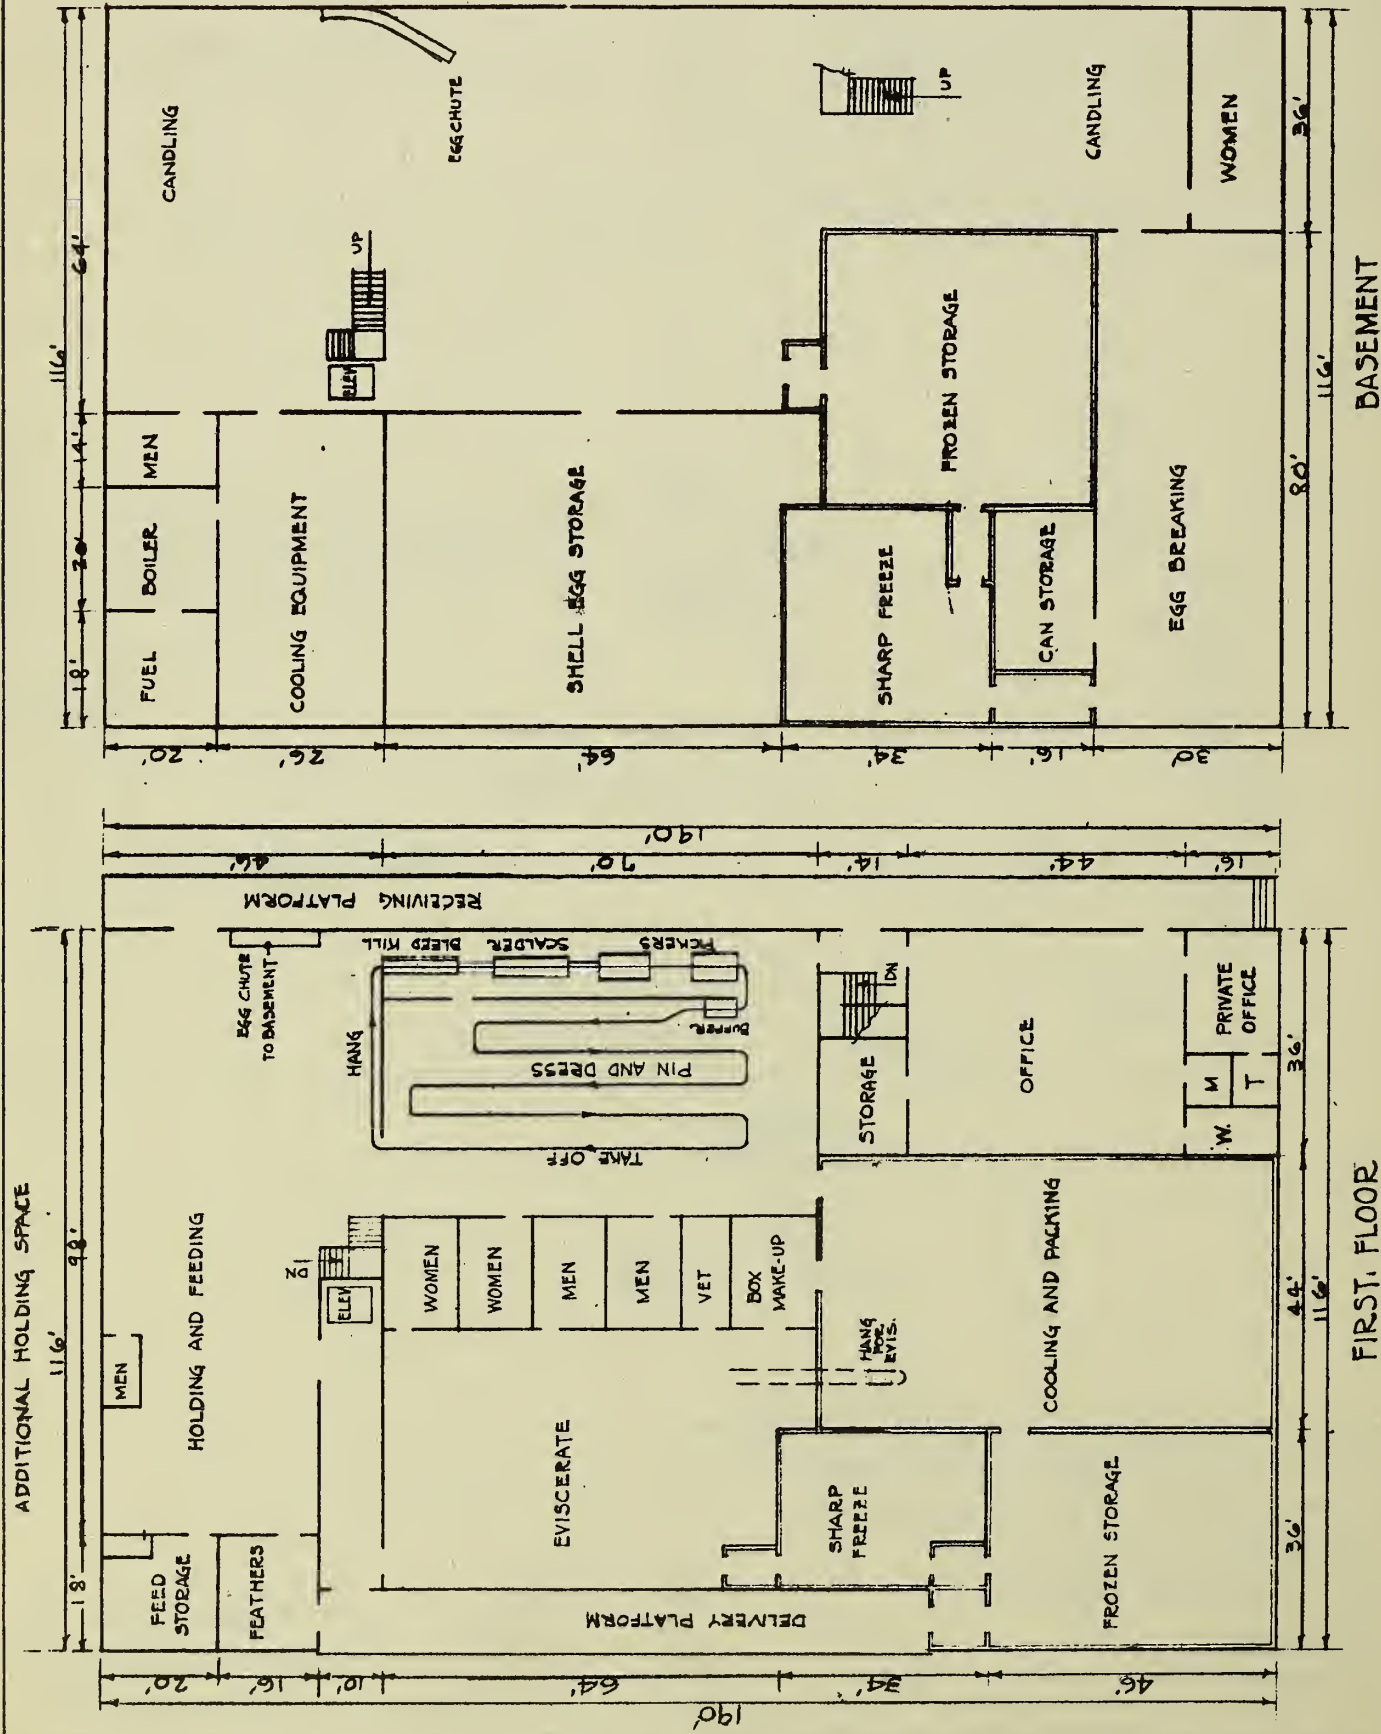 ADDITIONAL HOLDING SPACE
116'
18'
98'
FEED
STORAGE
MEN
HOLDING AND FEEDING
FEATHERS
EGG CHUTE
TO BASEMENT
RECEIVING PLATFORM
DN
ELEV
HANG
BLEED KILL
SCALDER
PICKERS
BUFFER
PIN AND DRESS
TAKE OFF
WOMEN
WOMEN
MEN
MEN
VET
BOX
MAKE-UP
EVISCERATE
HANG
FOR
EVIS.
DELIVERY PLATFORM
SHARP
FREEZE
STORAGE
DN
OFFICE
COOLING AND PACKING
FROZEN STORAGE
W.
M
T
PRIVATE
OFFICE
20'
16'
10'
64'
34'
46'
190'
46'
70'
14'
44'
16'
190'
36'
44'
36'
116'
FIRST FLOOR
116'
18'
20'
14'
64'
FUEL
BOILER
MEN
CANDLING
COOLING EQUIPMENT
ELEV
UP
EGG CHUTE
SHELL EGG STORAGE
SHARP FREEZE
FROZEN STORAGE
UP
CAN STORAGE
CANDLING
EGG BREAKING
WOMEN
20'
26'
64'
34'
16'
30'
80'
36'
116'
BASEMENT